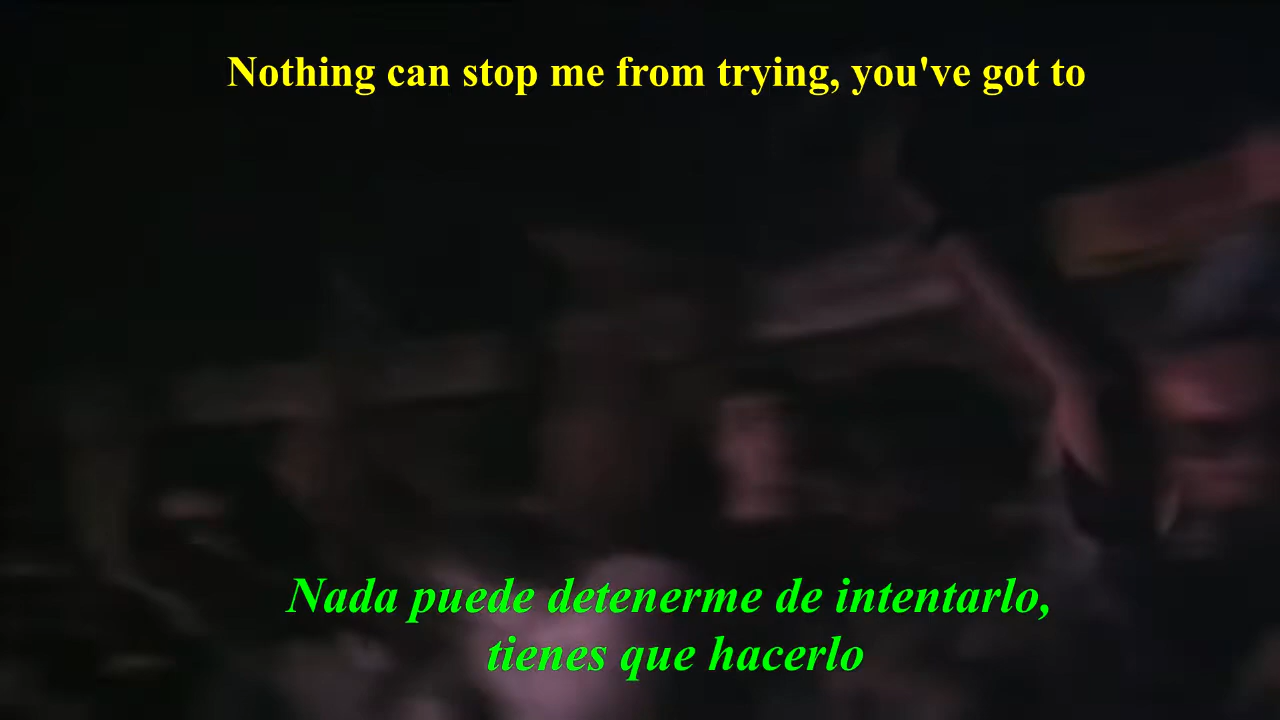 Nothing can stop me from trying, you've got to
Nada puede detenerme de intentarlo,
tienes que hacerlo